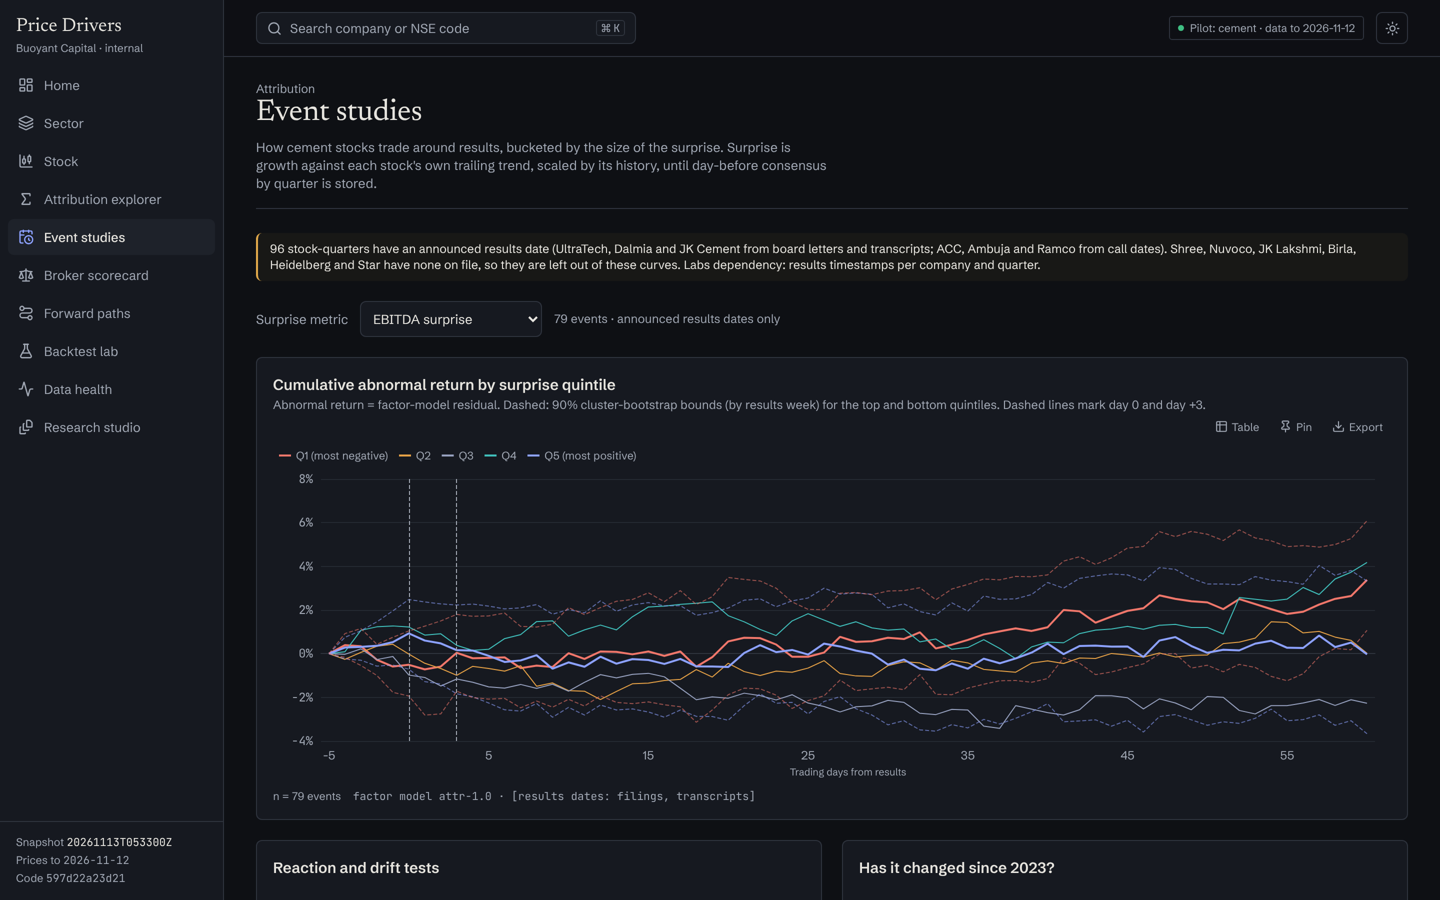 Price Drivers
Buoyant Capital · internal
Home
Sector
Stock
Attribution explorer
Event studies
Broker scorecard
Forward paths
Backtest lab
Data health
Research studio
Snapshot 20261113T053300Z
Prices to 2026-11-12
Code 597d22a23d21
Search company or NSE code
⌘ K
Pilot: cement · data to 2026-11-12
Attribution
Event studies
How cement stocks trade around results, bucketed by the size of the surprise. Surprise is
growth against each stock's own trailing trend, scaled by its history, until day-before consensus
by quarter is stored.
96 stock-quarters have an announced results date (UltraTech, Dalmia and JK Cement from board letters and transcripts; ACC, Ambuja and Ramco from call dates). Shree, Nuvoco, JK Lakshmi, Birla,
Heidelberg and Star have none on file, so they are left out of these curves. Labs dependency: results timestamps per company and quarter.
Surprise metric
EBITDA surprise
79 events · announced results dates only
Cumulative abnormal return by surprise quintile
Abnormal return = factor-model residual. Dashed: 90% cluster-bootstrap bounds (by results week) for the top and bottom quintiles. Dashed lines mark day 0 and day +3.
Table
Pin
Export
Q1 (most negative)
Q2
Q3
Q4
Q5 (most positive)
8%
6%
4%
2%
0%
-2%
-4%
-5
5
15
25
35
45
55
Trading days from results
n = 79 events factor model attr-1.0 · [results dates: filings, transcripts]
Reaction and drift tests
Has it changed since 2023?